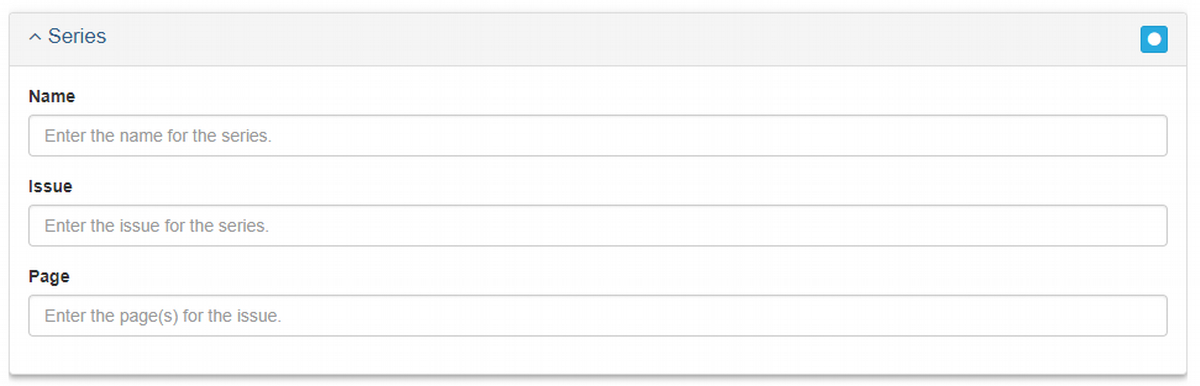 Series
Name
Enter the name for the series.
Issue
Enter the issue for the series.
Page
Enter the page(s) for the issue.